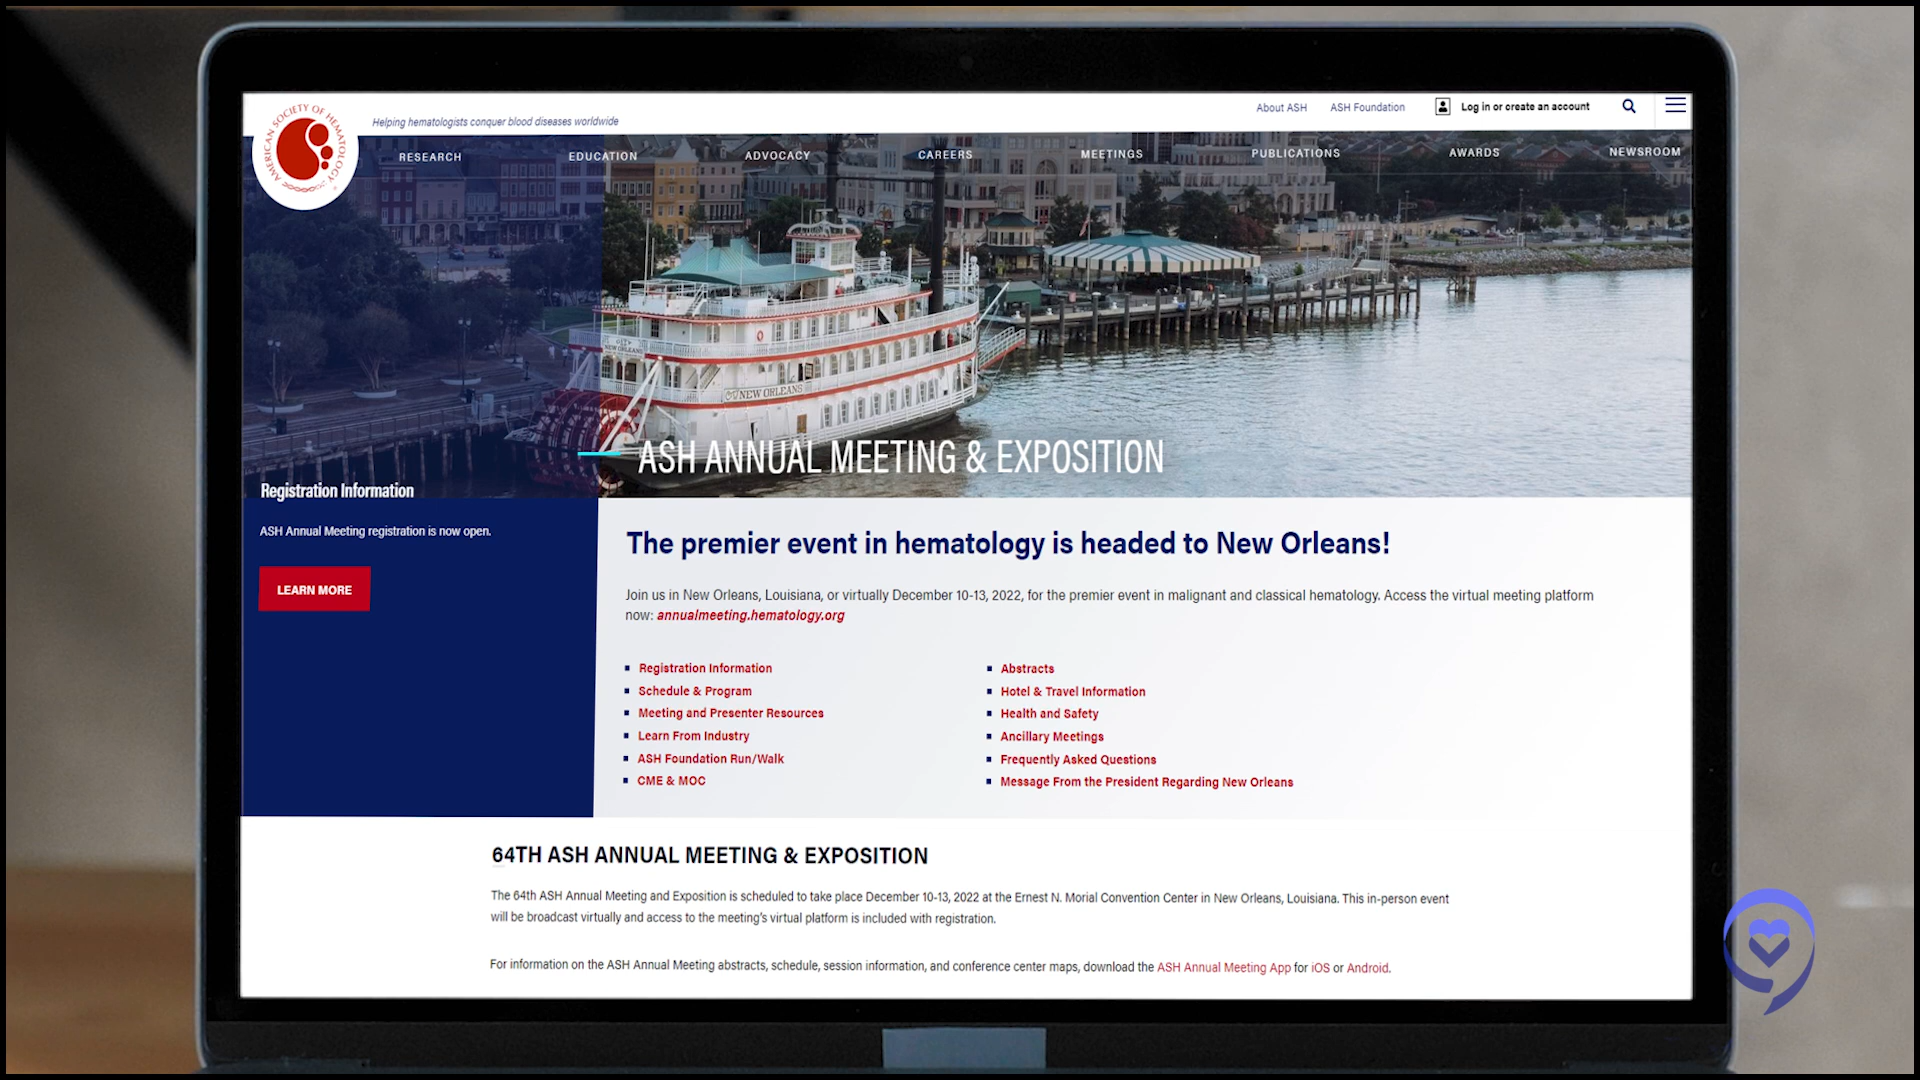 AMERICAN SOCIETY OF HEMATOLOGY
Helping hematologists conquer blood diseases worldwide
About ASH
ASH Foundation
Log in or create an account
RESEARCH
EDUCATION
ADVOCACY
CAREERS
MEETINGS
PUBLICATIONS
AWARDS
NEWSROOM
NEW ORLEANS
NEW ORLEANS
ASH ANNUAL MEETING & EXPOSITION
Registration Information
ASH Annual Meeting registration is now open.
LEARN MORE
The premier event in hematology is headed to New Orleans!
Join us in New Orleans, Louisiana, or virtually December 10-13, 2022, for the premier event in malignant and classical hematology. Access the virtual meeting platform
now: annualmeeting.hematology.org
Registration Information
Schedule & Program
Meeting and Presenter Resources
Learn From Industry
ASH Foundation Run/Walk
CME & MOC
Abstracts
Hotel & Travel Information
Health and Safety
Ancillary Meetings
Frequently Asked Questions
Message From the President Regarding New Orleans
64TH ASH ANNUAL MEETING & EXPOSITION
The 64th ASH Annual Meeting and Exposition is scheduled to take place December 10-13, 2022 at the Ernest N. Morial Convention Center in New Orleans, Louisiana. This in-person event
will be broadcast virtually and access to the meeting's virtual platform is included with registration.
For information on the ASH Annual Meeting abstracts, schedule, session information, and conference center maps, download the ASH Annual Meeting App for iOS or Android.